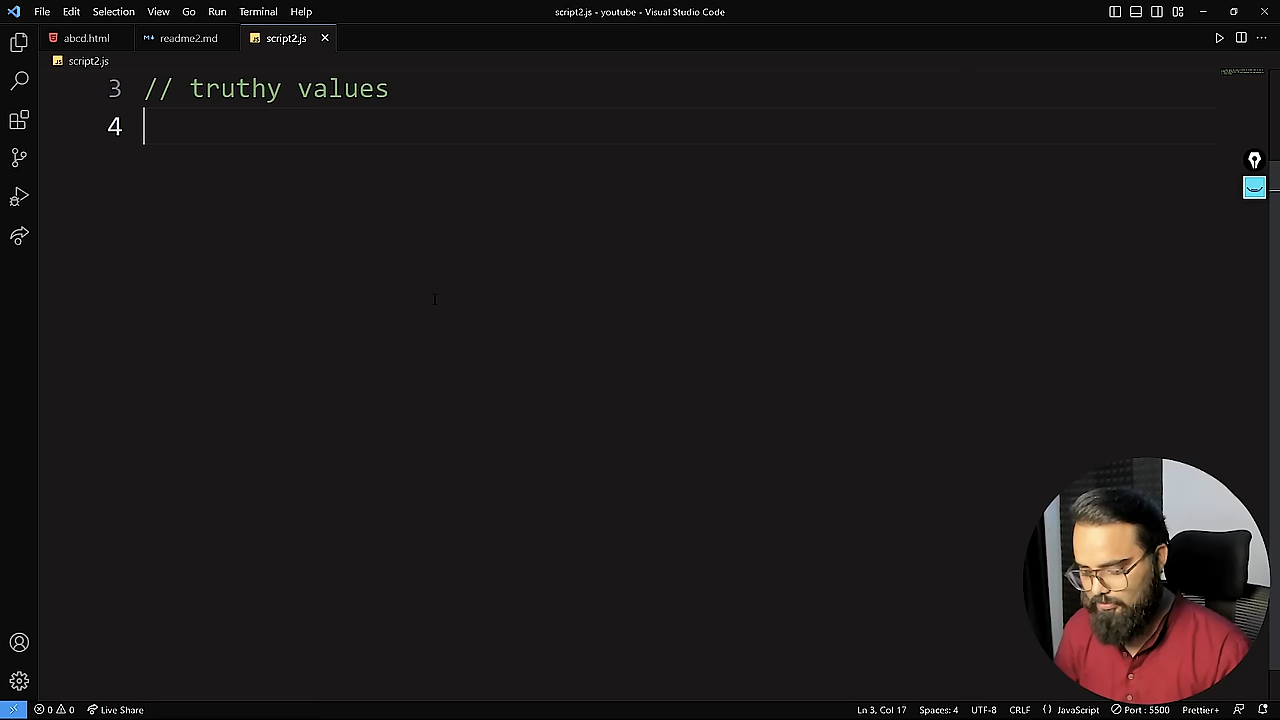 File Edit Selection View Go Run Terminal Help script2.js - youtube - Visual Studio Code
abcd.html readme2.md JS script2.js
JS script2.js
3 // truthy values
4
0 0 Live Share Ln 3, Col 17 Spaces: 4 UTF-8 CRLF {} JavaScript Port : 5500 Prettier+